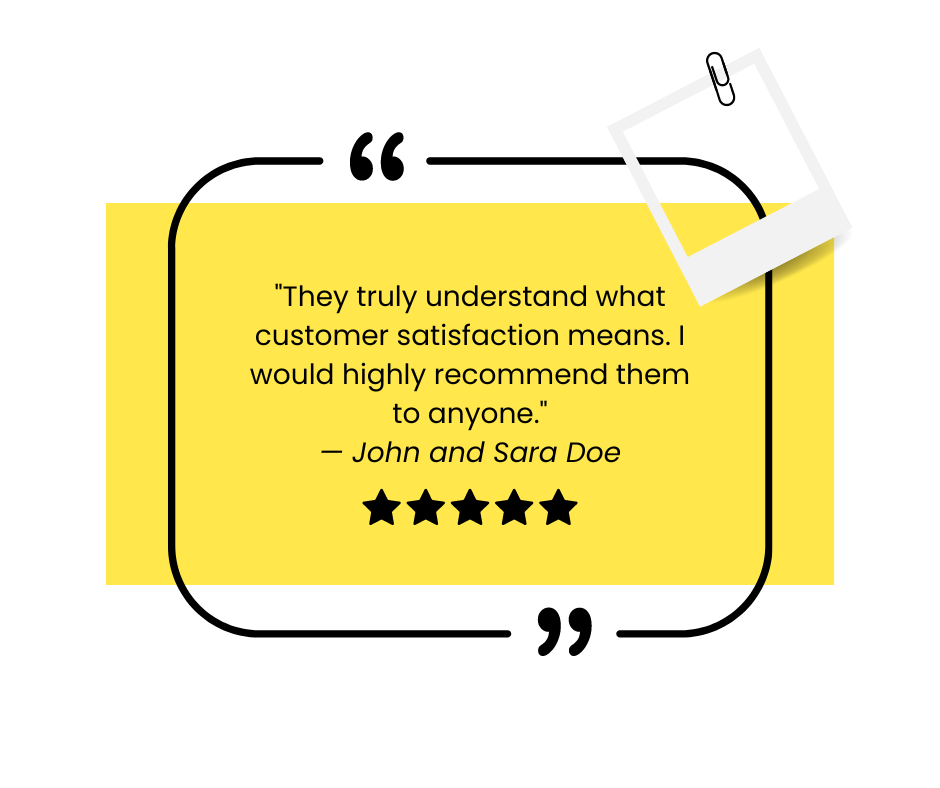 "They truly understand what
customer satisfaction means. I
would highly recommend them
to anyone."
— John and Sara Doe